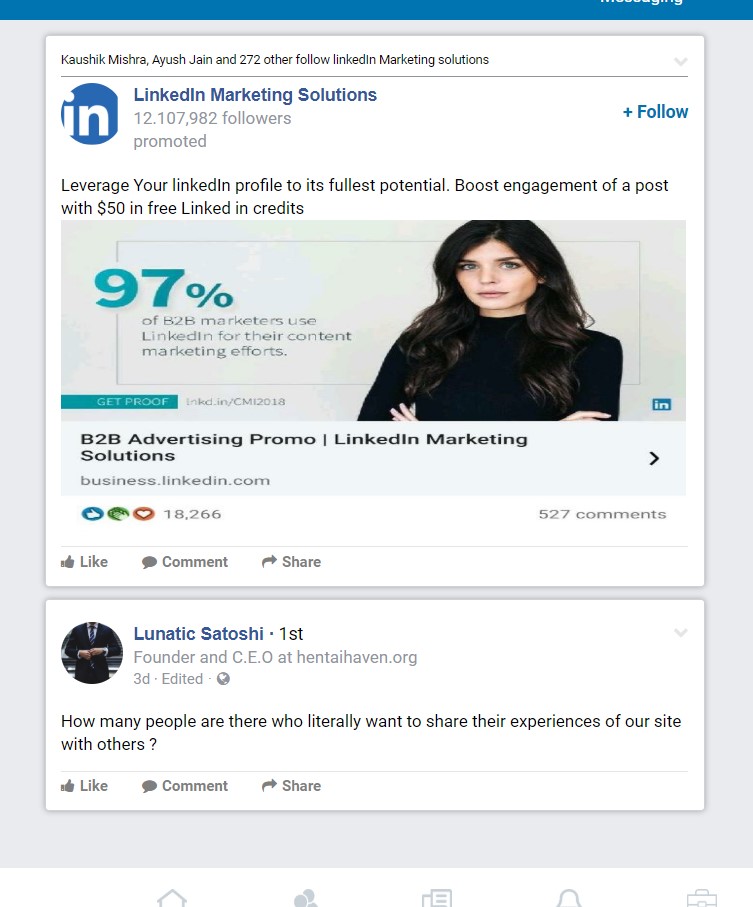 Messaging
Kaushik Mishra, Ayush Jain and 272 other follow linkedIn Marketing solutions
in
LinkedIn Marketing Solutions
12.107,982 followers
+ Follow
promoted
Leverage Your linkedIn profile to its fullest potential. Boost engagement of a post
with $50 in free Linked in credits
97%
of B2B marketers use
LinkedIn for their content
marketing efforts.
GET PROOF lnkd.in/CMI2018
in
B2B Advertising Promo | LinkedIn Marketing
Solutions
business.linkedin.com
18,266 527 comments
Like Comment Share
Lunatic Satoshi · 1st
Founder and C.E.O at hentaihaven.org
3d · Edited ·
How many people are there who literally want to share their experiences of our site
with others ?
Like Comment Share